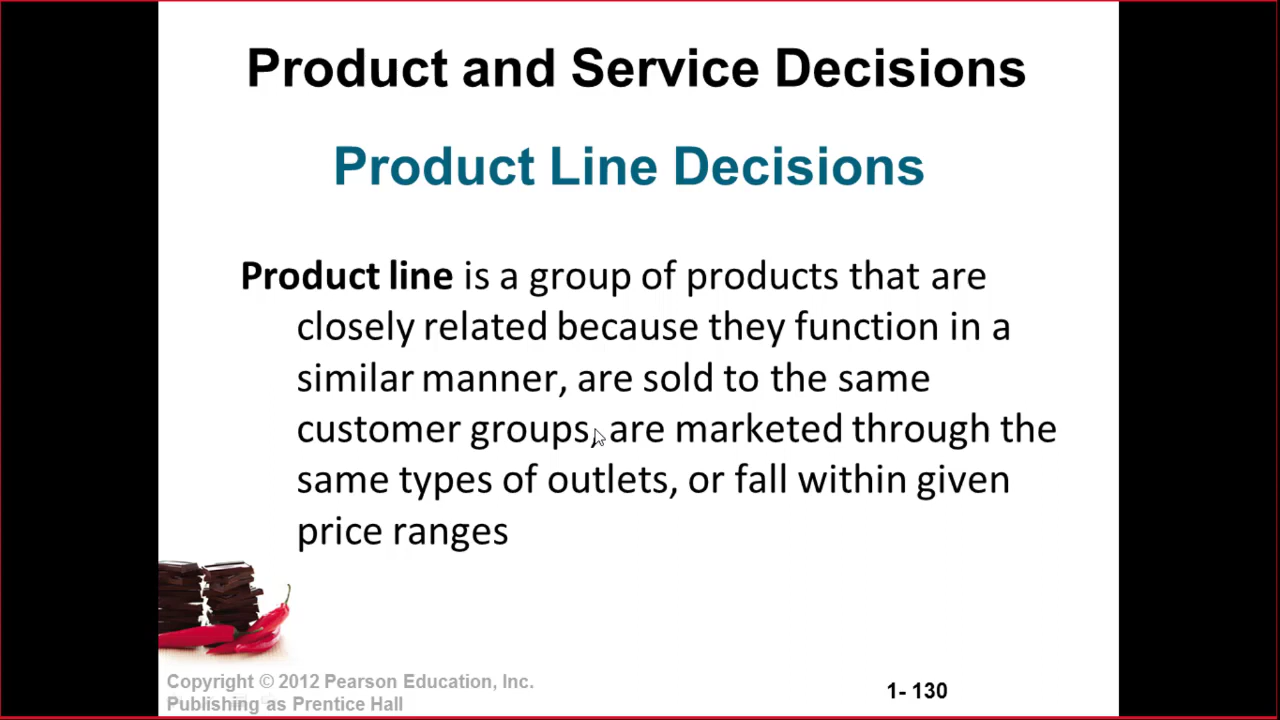 Product and Service Decisions
Product Line Decisions
Product line is a group of products that are
closely related because they function in a
similar manner, are sold to the same
customer groups, are marketed through the
same types of outlets, or fall within given
price ranges
Copyright © 2012 Pearson Education, Inc.
Publishing as Prentice Hall
1- 130